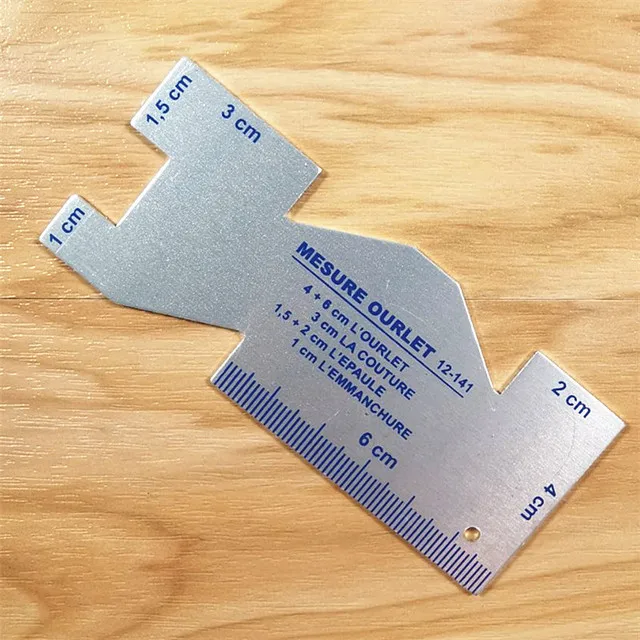 1,5 cm
3 cm
1 cm
MESURE OURLET 12-141
4 + 6 cm L'OURLET
3 cm LA COUTURE
1,5 + 2 cm L'EPAULE
1 cm L'EMMANCHURE
6 cm
2 cm
4 cm